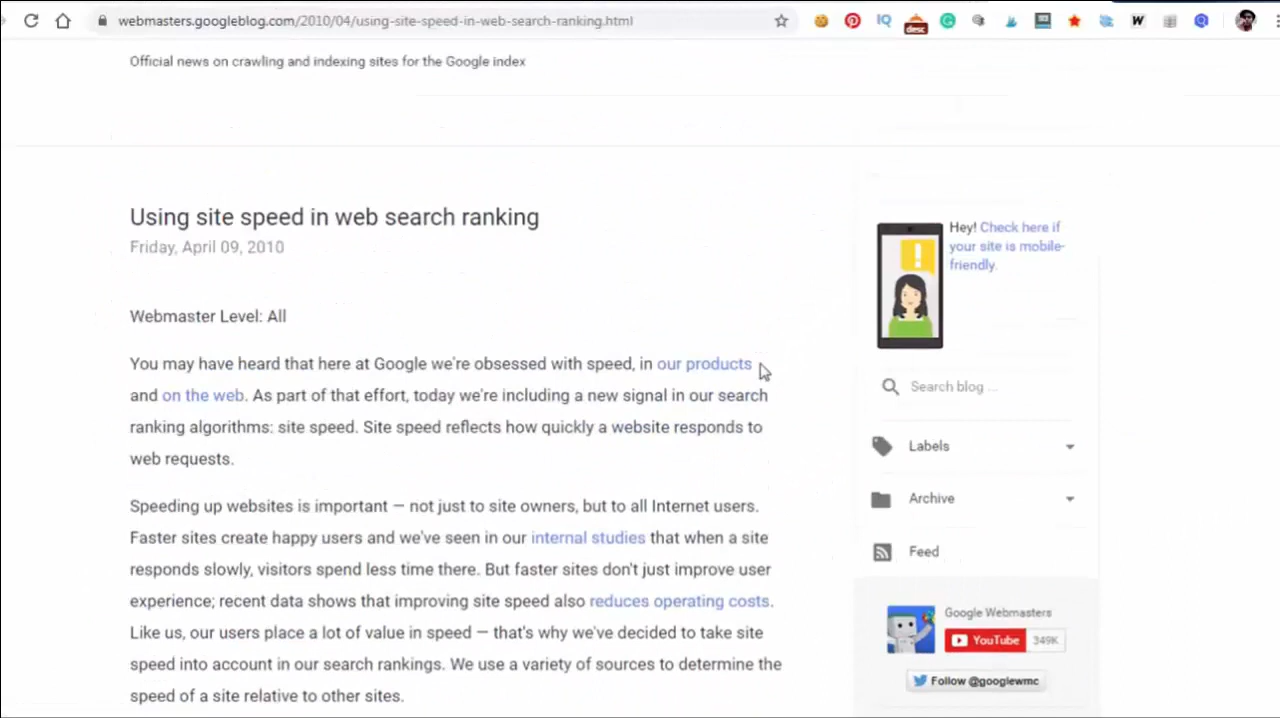 webmasters.googleblog.com/2010/04/using-site-speed-in-web-search-ranking.html
desc
IQ
W
Official news on crawling and indexing sites for the Google index
Using site speed in web search ranking
Friday, April 09, 2010
Webmaster Level: All
You may have heard that here at Google we're obsessed with speed, in our products
and on the web. As part of that effort, today we're including a new signal in our search
ranking algorithms: site speed. Site speed reflects how quickly a website responds to
web requests.
Speeding up websites is important — not just to site owners, but to all Internet users.
Faster sites create happy users and we've seen in our internal studies that when a site
responds slowly, visitors spend less time there. But faster sites don't just improve user
experience; recent data shows that improving site speed also reduces operating costs.
Like us, our users place a lot of value in speed — that's why we've decided to take site
speed into account in our search rankings. We use a variety of sources to determine the
speed of a site relative to other sites.
Hey! Check here if
your site is mobile-
friendly.
Search blog ...
Labels
Archive
Feed
Google Webmasters
YouTube 349K
Follow @googlewmc